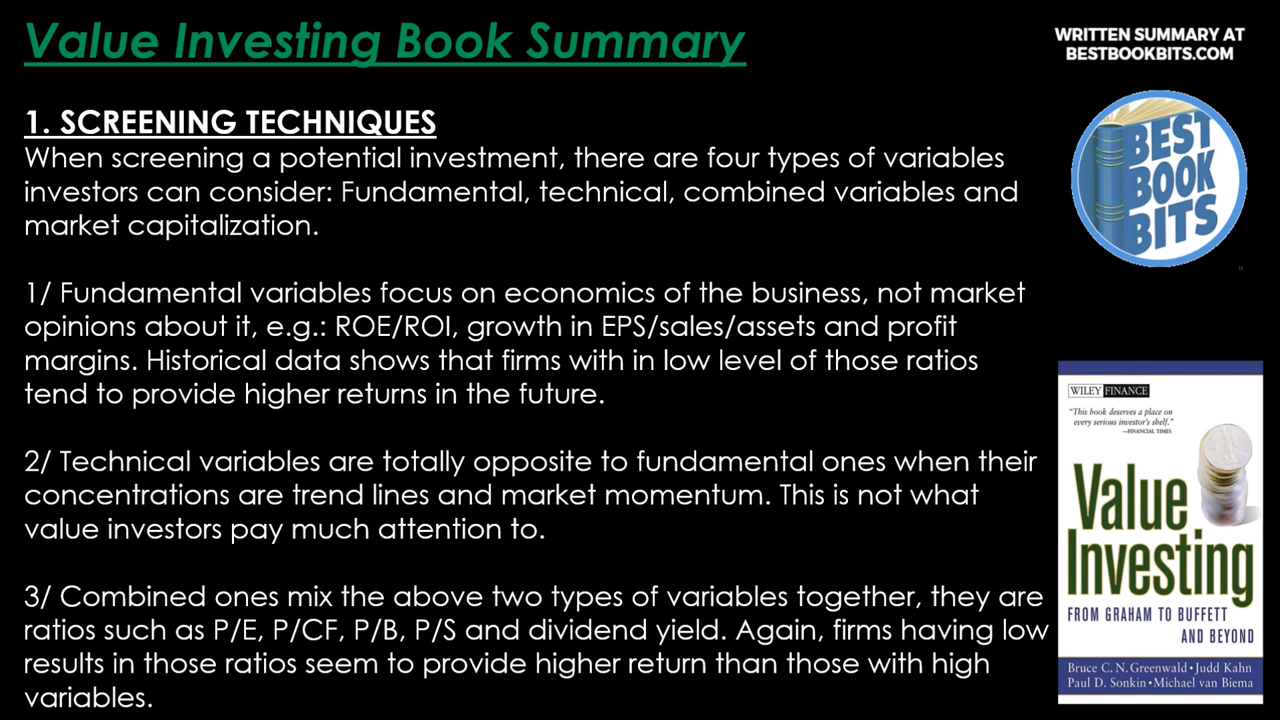 Value Investing Book Summary
WRITTEN SUMMARY AT
BESTBOOKBITS.COM
BEST
BOOK
BITS
1. SCREENING TECHNIQUES
When screening a potential investment, there are four types of variables
investors can consider: Fundamental, technical, combined variables and
market capitalization.
1/ Fundamental variables focus on economics of the business, not market
opinions about it, e.g.: ROE/ROI, growth in EPS/sales/assets and profit
margins. Historical data shows that firms with in low level of those ratios
tend to provide higher returns in the future.
2/ Technical variables are totally opposite to fundamental ones when their
concentrations are trend lines and market momentum. This is not what
value investors pay much attention to.
3/ Combined ones mix the above two types of variables together, they are
ratios such as P/E, P/CF, P/B, P/S and dividend yield. Again, firms having low
results in those ratios seem to provide higher return than those with high
variables.
WILEY FINANCE
"This book deserves a place on
every serious investor's shelf."
—FINANCIAL TIMES
Value
Investing
FROM GRAHAM TO BUFFETT
AND BEYOND
Bruce C. N. Greenwald • Judd Kahn
Paul D. Sonkin • Michael van Biema